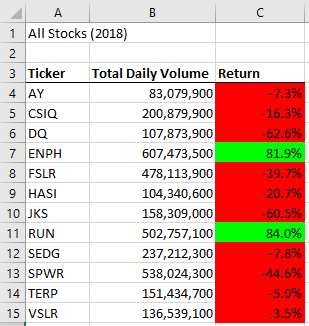 A B C
1 All Stocks (2018)
2
3 Ticker Total Daily Volume Return
4 AY 83,079,900 -7.3%
5 CSIQ 200,879,900 -16.3%
6 DQ 107,873,900 -62.6%
7 ENPH 607,473,500 81.9%
8 FSLR 478,113,900 -39.7%
9 HASI 104,340,600 -20.7%
10 JKS 158,309,000 -60.5%
11 RUN 502,757,100 84.0%
12 SEDG 237,212,300 -7.8%
13 SPWR 538,024,300 -44.6%
14 TERP 151,434,700 -5.0%
15 VSLR 136,539,100 -3.5%